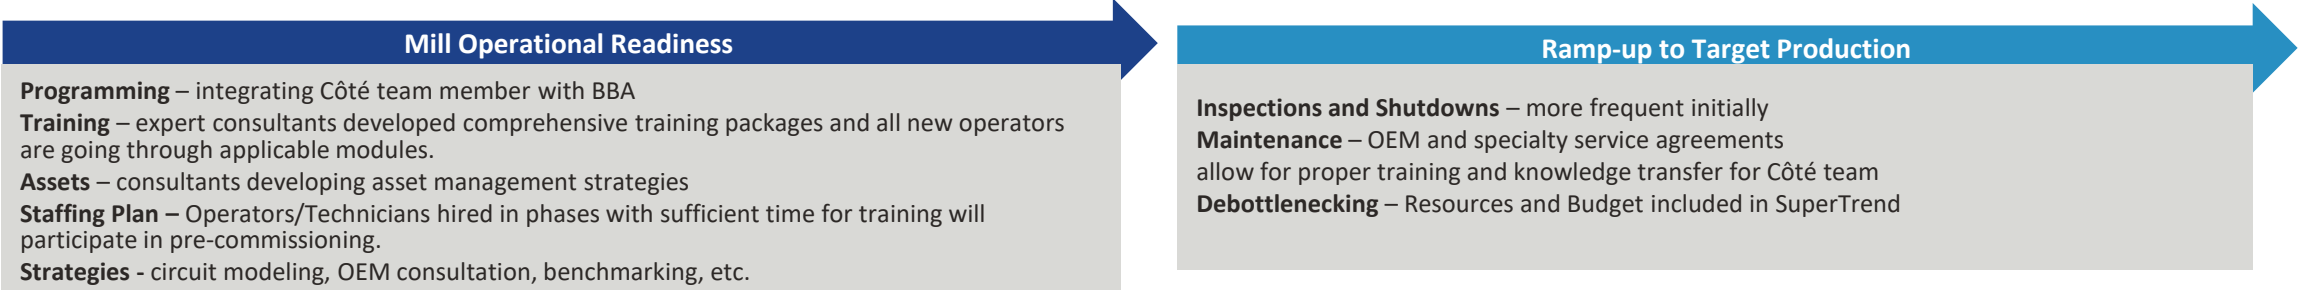 Mill Operational Readiness
Programming – integrating Côté team member with BBA
Training – expert consultants developed comprehensive training packages and all new operators
are going through applicable modules.
Assets – consultants developing asset management strategies
Staffing Plan – Operators/Technicians hired in phases with sufficient time for training will
participate in pre-commissioning.
Strategies - circuit modeling, OEM consultation, benchmarking, etc.
Ramp-up to Target Production
Inspections and Shutdowns – more frequent initially
Maintenance – OEM and specialty service agreements
allow for proper training and knowledge transfer for Côté team
Debottlenecking – Resources and Budget included in SuperTrend